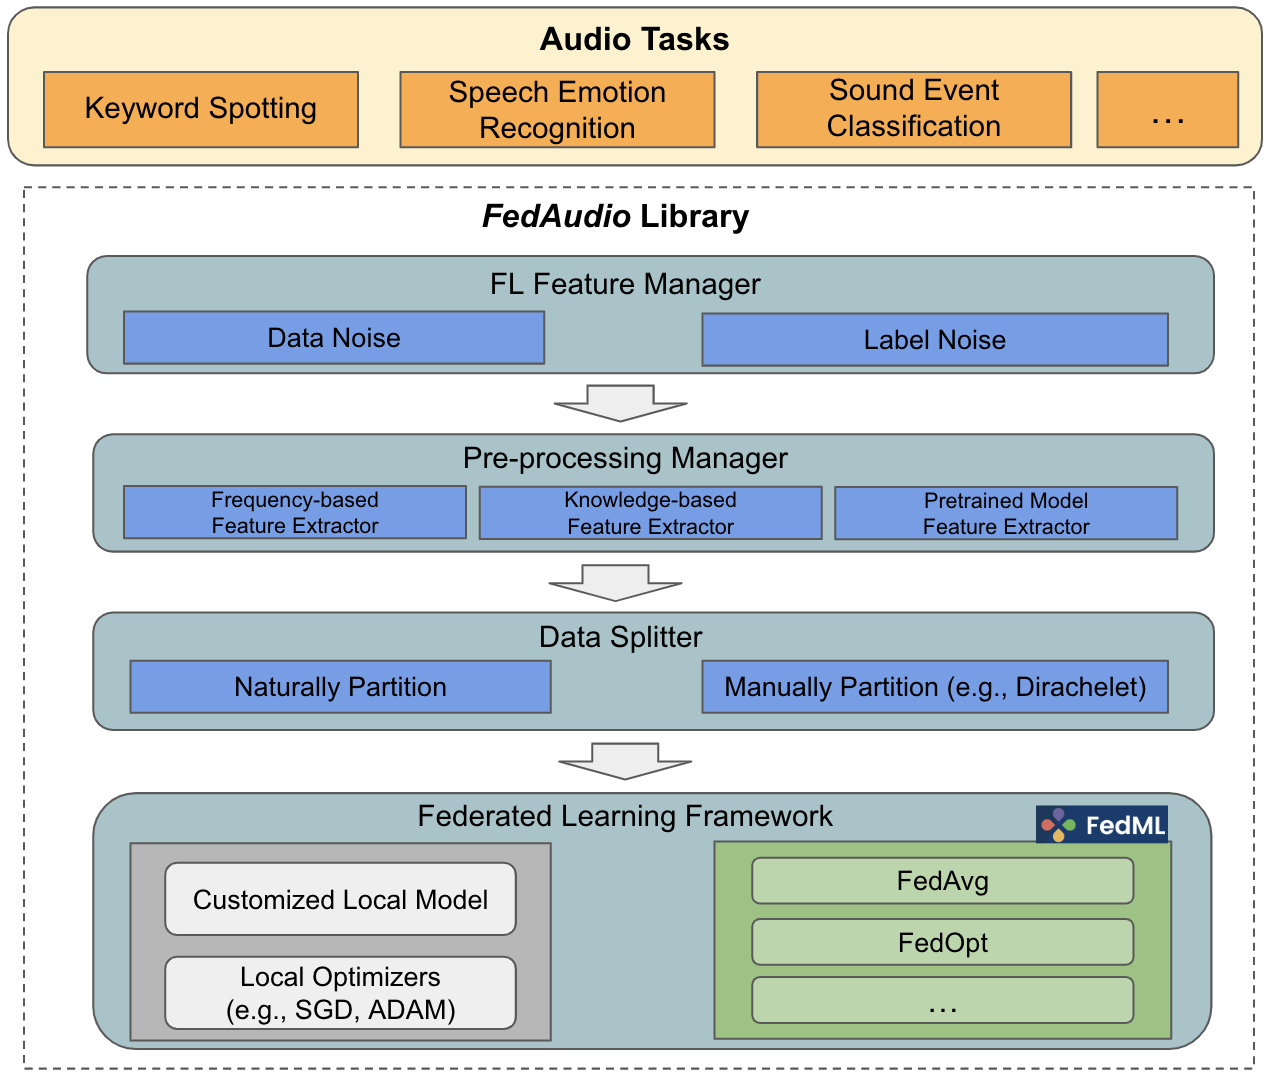 Audio Tasks
Keyword Spotting
Speech Emotion
Recognition
Sound Event
Classification
...
FedAudio Library
FL Feature Manager
Data Noise
Label Noise
Pre-processing Manager
Frequency-based
Feature Extractor
Knowledge-based
Feature Extractor
Pretrained Model
Feature Extractor
Data Splitter
Naturally Partition
Manually Partition (e.g., Dirachelet)
Federated Learning Framework
FedML
Customized Local Model
Local Optimizers
(e.g., SGD, ADAM)
FedAvg
FedOpt
...